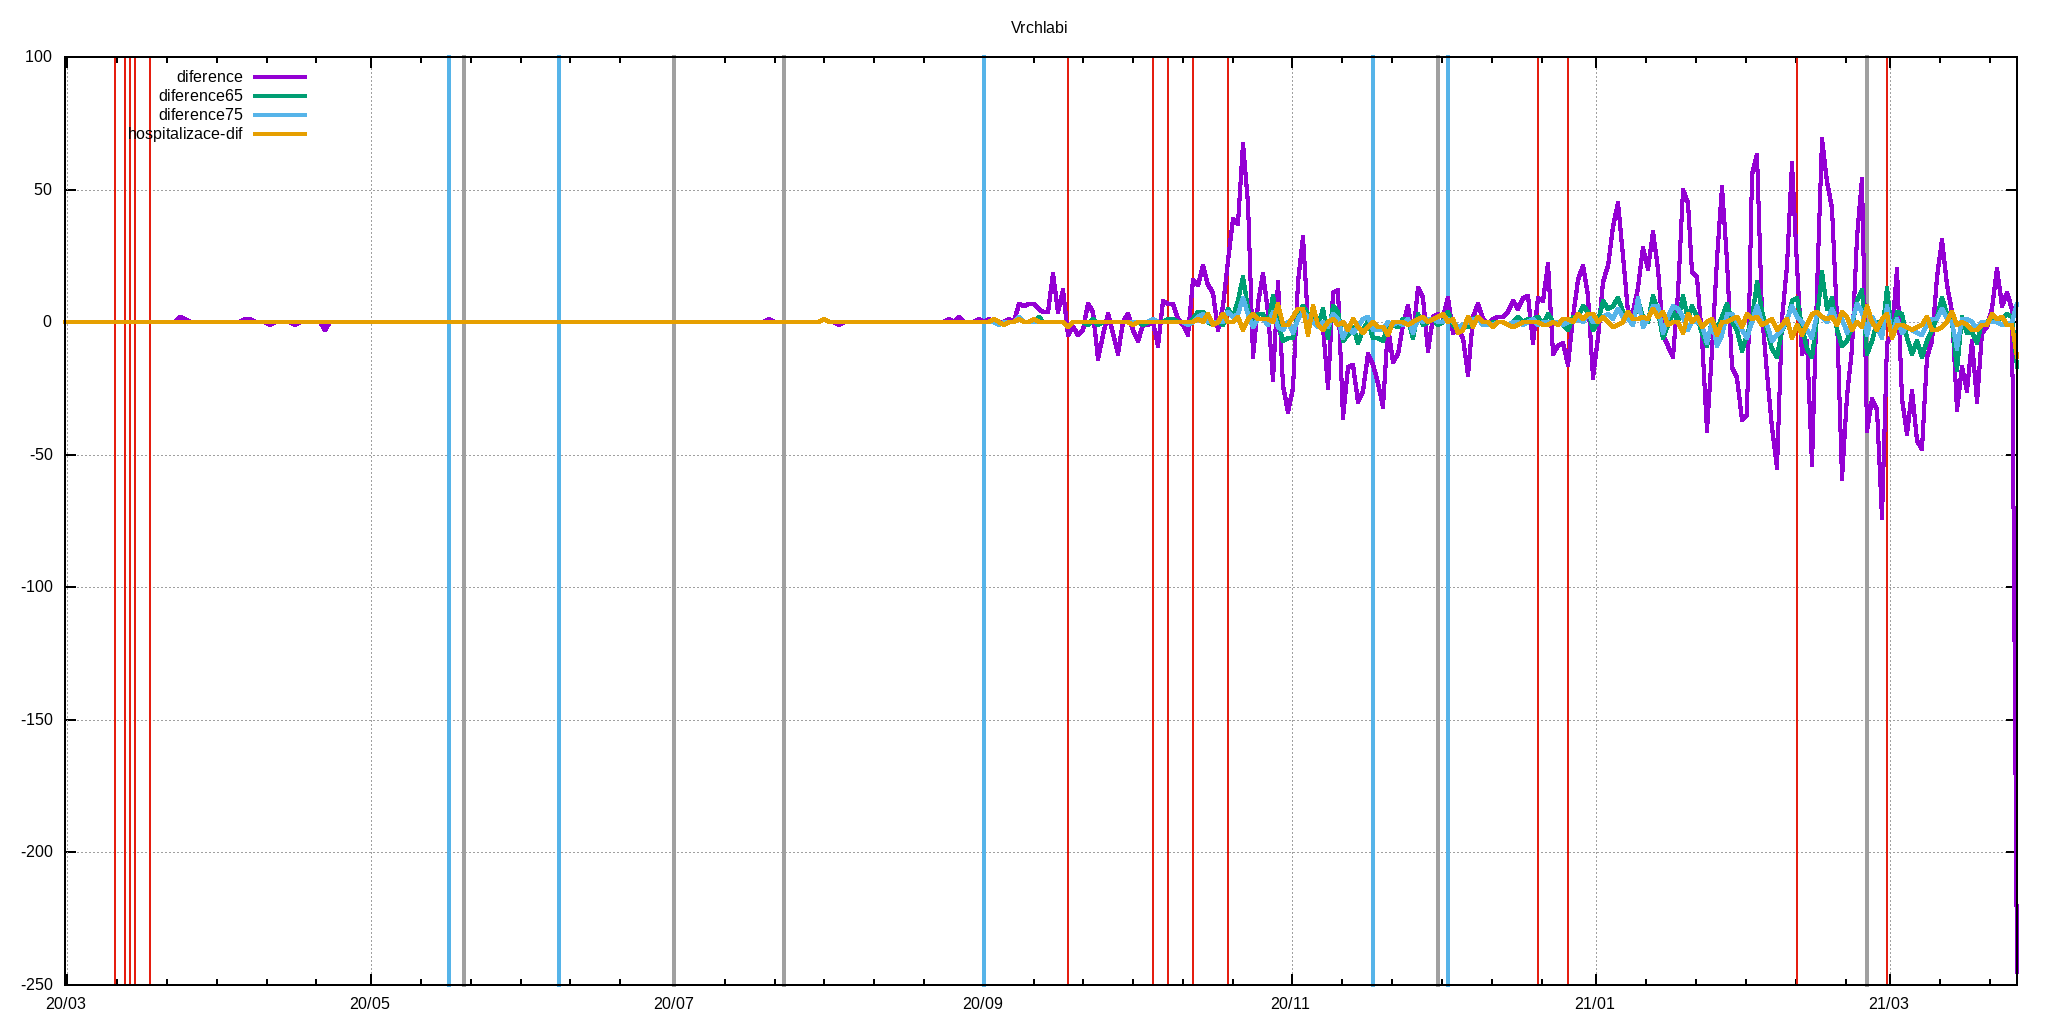 Vrchlabi
100
50
0
-50
-100
-150
-200
-250
diference
diference65
diference75
hospitalizace-dif
20/03 20/05 20/07 20/09 20/11 21/01 21/03